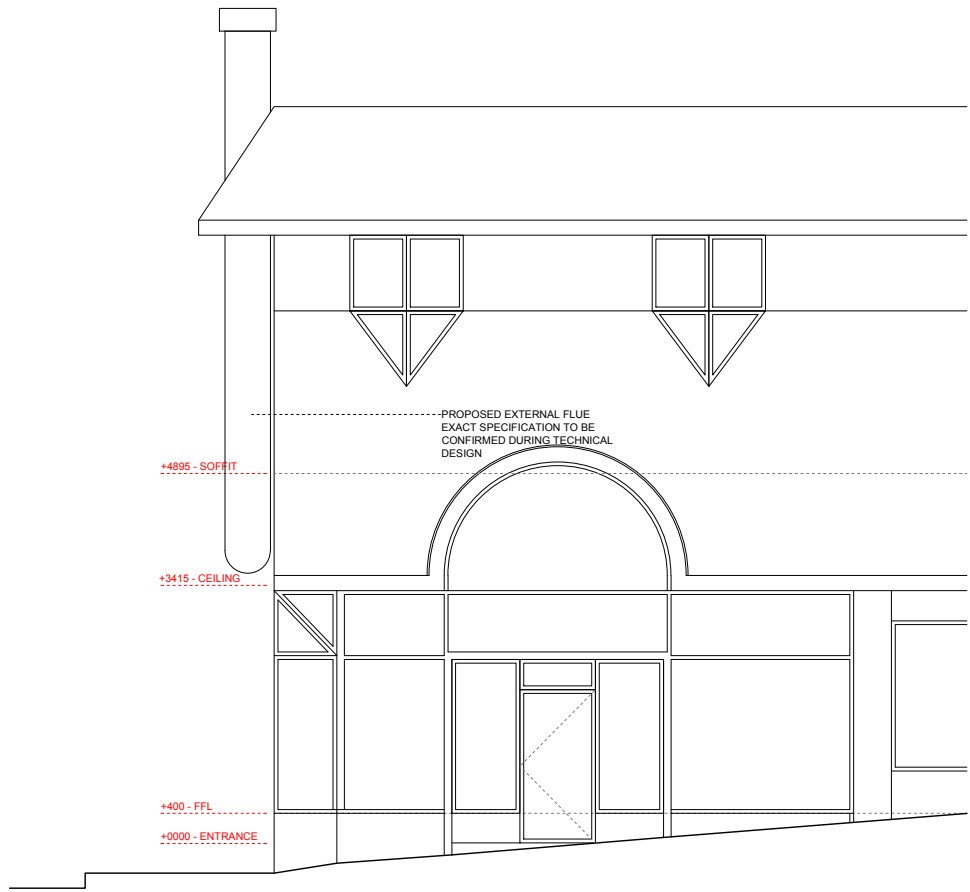 PROPOSED EXTERNAL FLUE
EXACT SPECIFICATION TO BE
CONFIRMED DURING TECHNICAL
DESIGN
+4895 - SOFFIT
+3415 - CEILING
+400 - FFL
+0000 - ENTRANCE